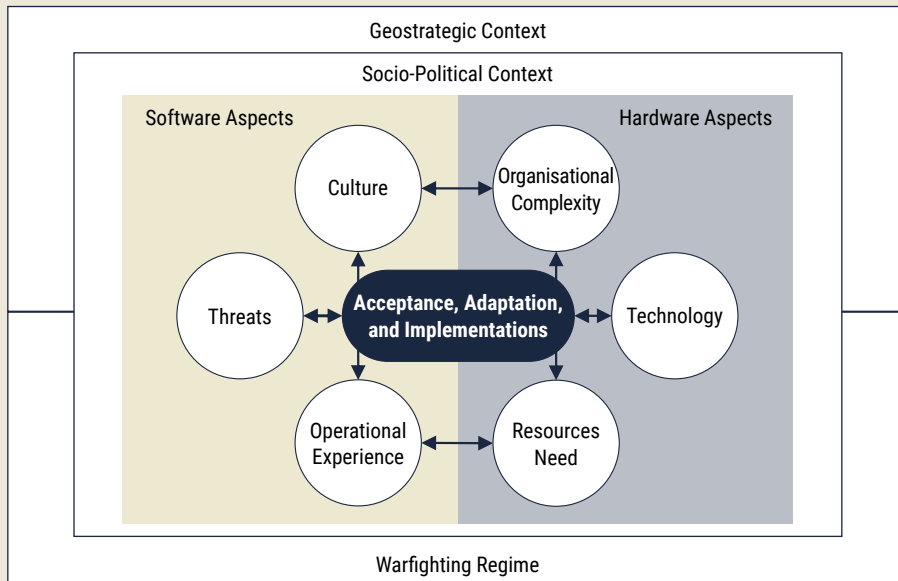 Geostrategic Context
Socio-Political Context
Software Aspects
Hardware Aspects
Culture
Organisational
Complexity
Threats
Acceptance, Adaptation,
and Implementations
Technology
Operational
Experience
Resources
Need
Warfighting Regime